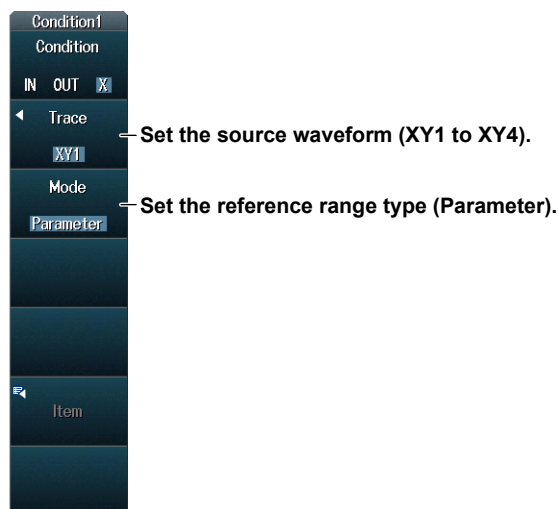 Condition1
Condition
IN OUT X
Trace
XY1
Set the source waveform (XY1 to XY4).
Mode
Parameter
Set the reference range type (Parameter).
Item